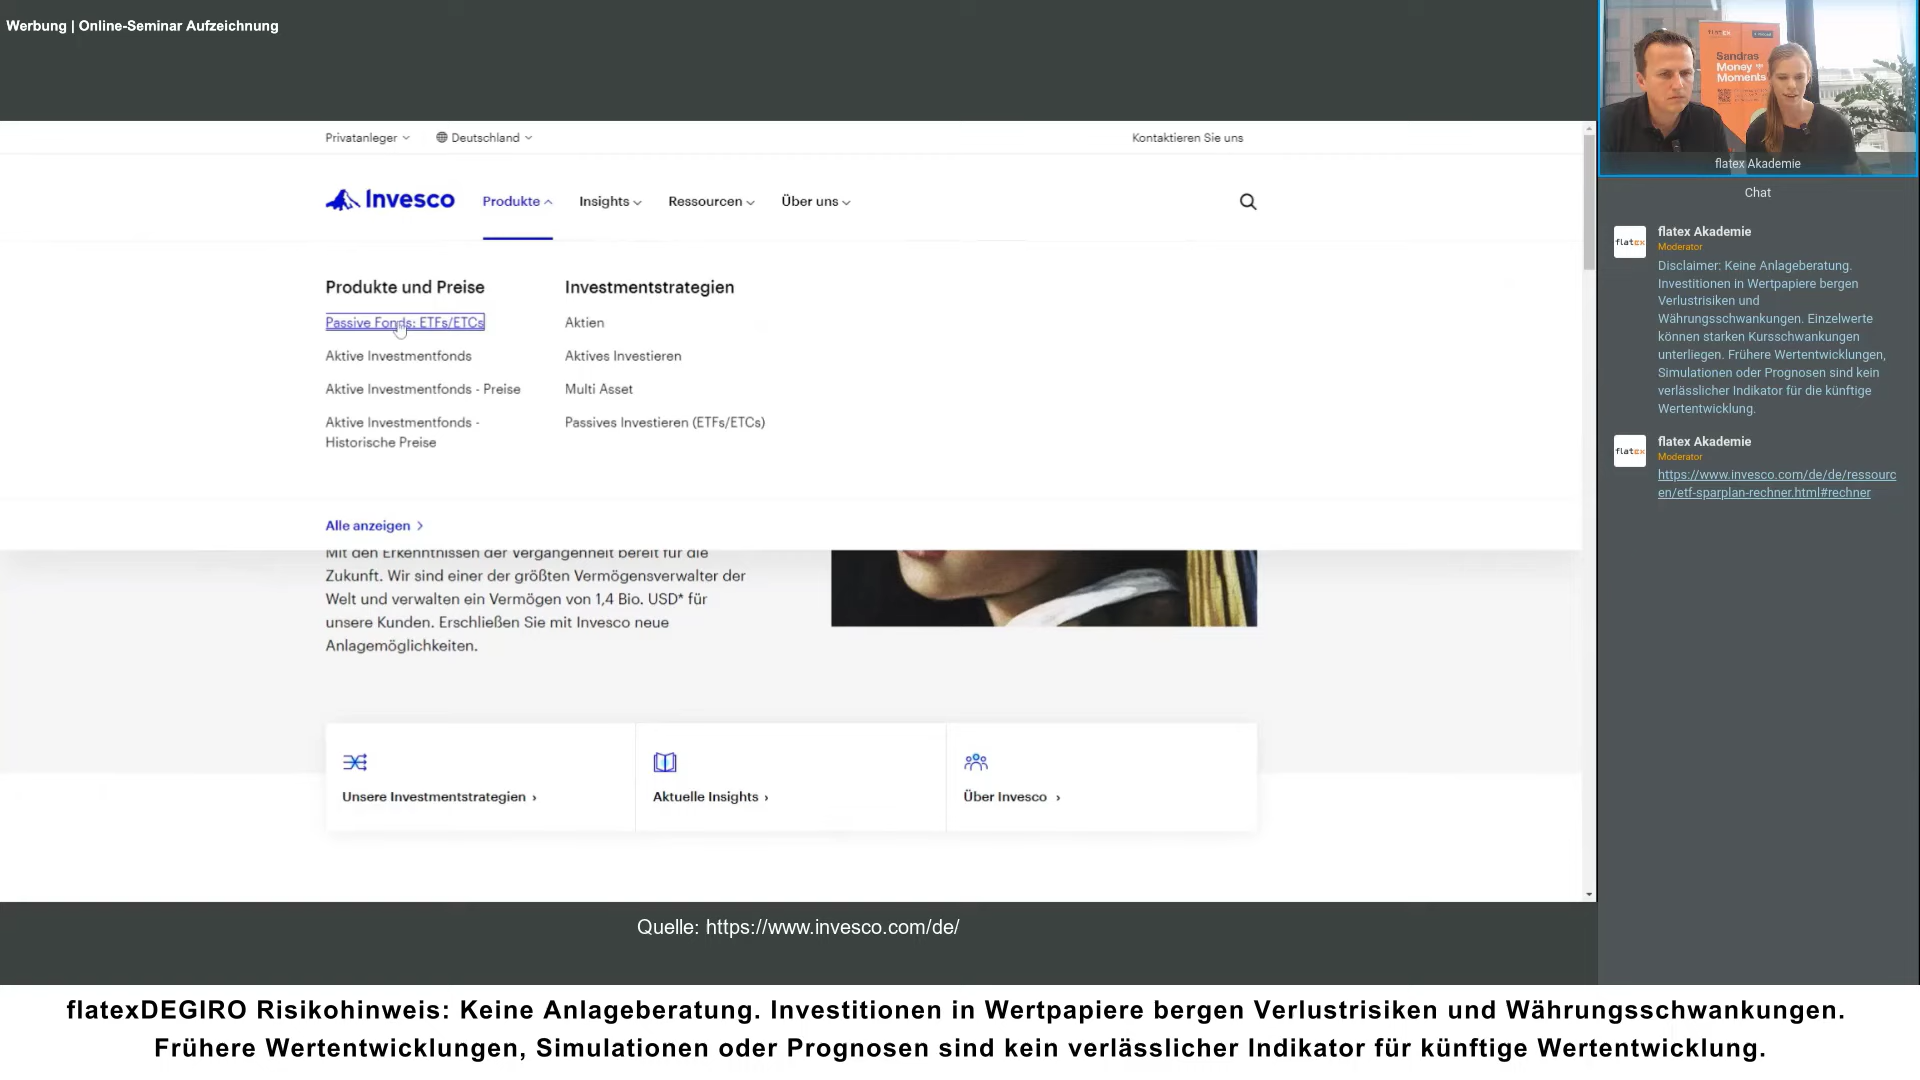 Werbung | Online-Seminar Aufzeichnung
Privatanleger
Deutschland
Kontaktieren Sie uns
Invesco
Produkte
Insights
Ressourcen
Über uns
Produkte und Preise
Passive Fonds: ETFs/ETCs
Aktive Investmentfonds
Aktive Investmentfonds - Preise
Aktive Investmentfonds -
Historische Preise
Investmentstrategien
Aktien
Aktives Investieren
Multi Asset
Passives Investieren (ETFs/ETCs)
Alle anzeigen
Mit den Erkenntnissen der Vergangenheit bereit für die
Zukunft. Wir sind einer der größten Vermögensverwalter der
Welt und verwalten ein Vermögen von 1,4 Bio. USD* für
unsere Kunden. Erschließen Sie mit Invesco neue
Anlagemöglichkeiten.
Unsere Investmentstrategien
Aktuelle Insights
Über Invesco
Quelle: https://www.invesco.com/de/
flatex
Sandras
Money
Moments
flatex Akademie
Chat
flatex
flatex Akademie
Moderator
Disclaimer: Keine Anlageberatung.
Investitionen in Wertpapiere bergen
Verlustrisiken und
Währungsschwankungen. Einzelwerte
können starken Kursschwankungen
unterliegen. Frühere Wertentwicklungen,
Simulationen oder Prognosen sind kein
verlässlicher Indikator für die künftige
Wertentwicklung.
flatex
flatex Akademie
Moderator
https://www.invesco.com/de/de/ressourc
en/etf-sparplan-rechner.html#rechner
flatexDEGIRO Risikohinweis: Keine Anlageberatung. Investitionen in Wertpapiere bergen Verlustrisiken und Währungsschwankungen.
Frühere Wertentwicklungen, Simulationen oder Prognosen sind kein verlässlicher Indikator für künftige Wertentwicklung.